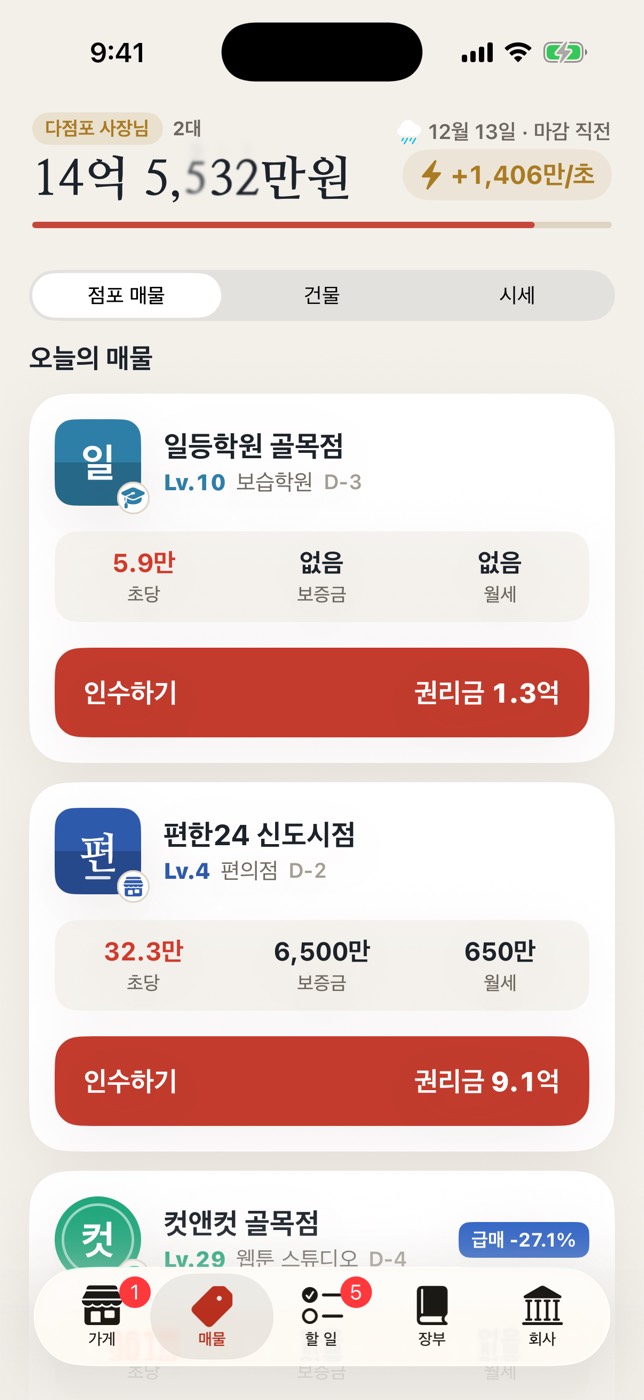 9:41
다점포 사장님 2대
12월 13일 · 마감 직전
14억 5,532만원
+1,406만/초
점포 매물 건물 시세
오늘의 매물
일
일등학원 골목점
Lv.10 보습학원 D-3
5.9만 없음 없음
초당 보증금 월세
인수하기 권리금 1.3억
편
편한24 신도시점
Lv.4 편의점 D-2
32.3만 6,500만 650만
초당 보증금 월세
인수하기 권리금 9.1억
컷
컷앤컷 골목점
급매 -27.1%
Lv.29 웹툰 스튜디오 D-4
1 5
가게 매물 할 일 장부 회사
초당 보증금 월세